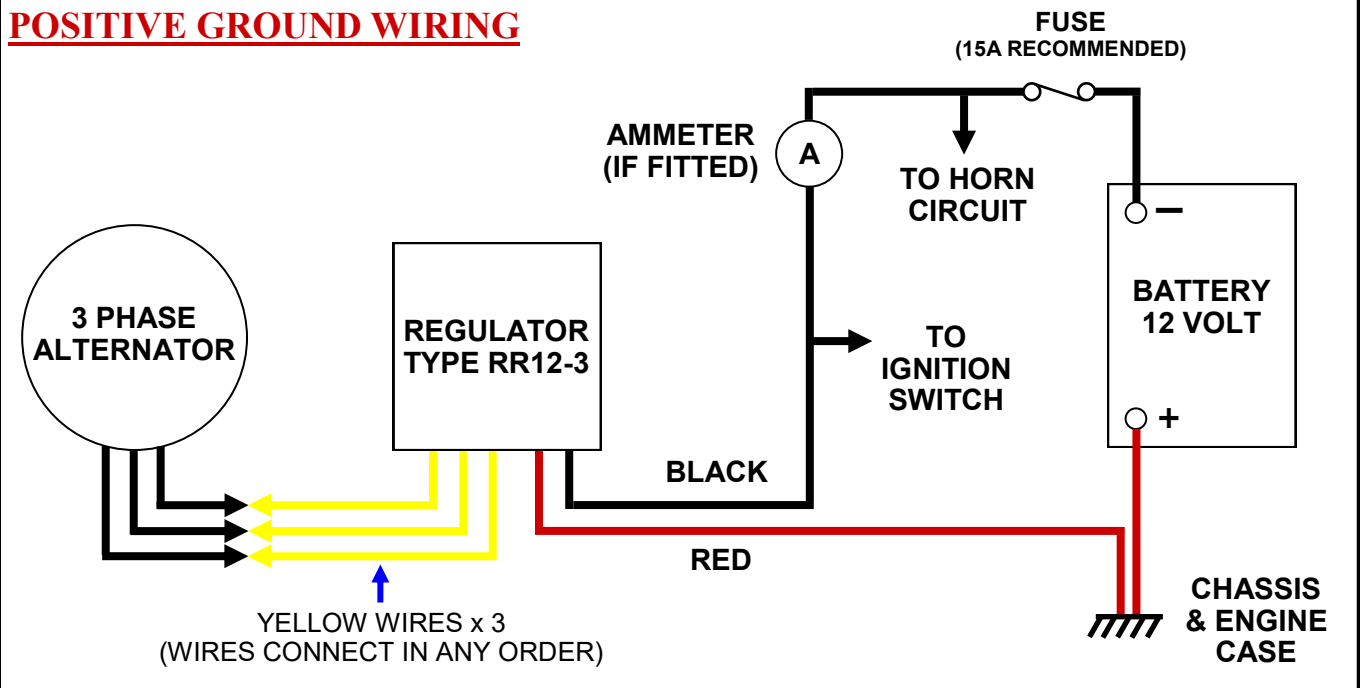 POSITIVE GROUND WIRING
FUSE
(15A RECOMMENDED)
AMMETER
(IF FITTED)
A
TO HORN
CIRCUIT
–
BATTERY
12 VOLT
+
3 PHASE
ALTERNATOR
REGULATOR
TYPE RR12-3
TO
IGNITION
SWITCH
BLACK
RED
YELLOW WIRES x 3
(WIRES CONNECT IN ANY ORDER)
CHASSIS
& ENGINE
CASE